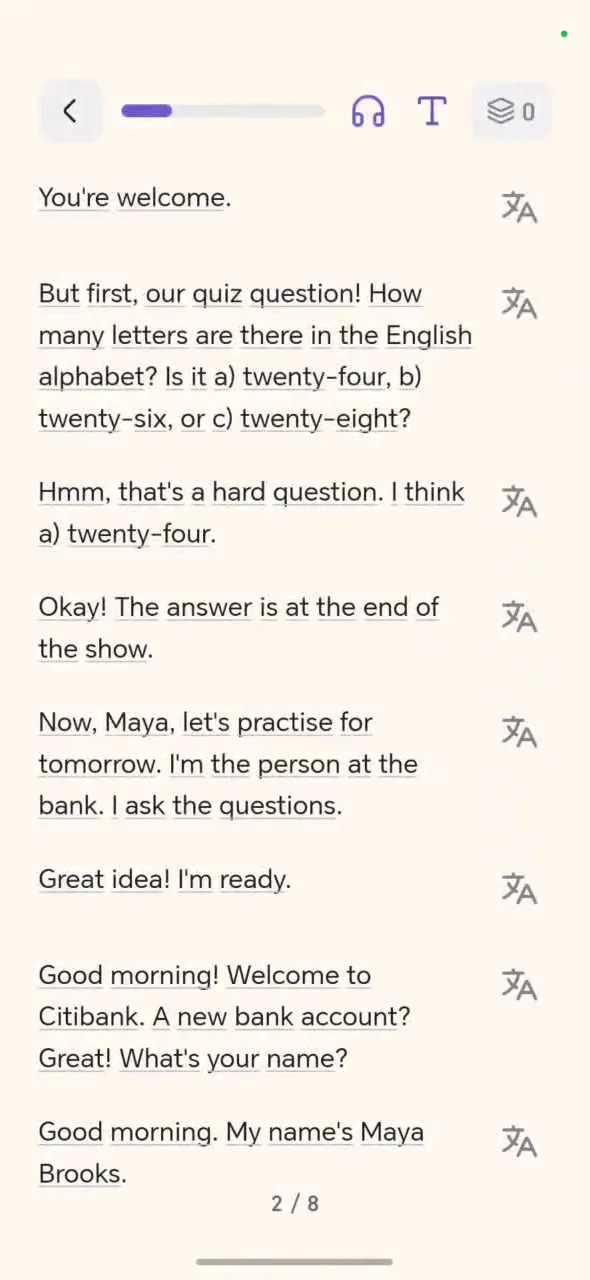 0
You're welcome.
But first, our quiz question! How
many letters are there in the English
alphabet? Is it a) twenty-four, b)
twenty-six, or c) twenty-eight?
Hmm, that's a hard question. I think
a) twenty-four.
Okay! The answer is at the end of
the show.
Now, Maya, let's practise for
tomorrow. I'm the person at the
bank. I ask the questions.
Great idea! I'm ready.
Good morning! Welcome to
Citibank. A new bank account?
Great! What's your name?
Good morning. My name's Maya
Brooks.
2 / 8